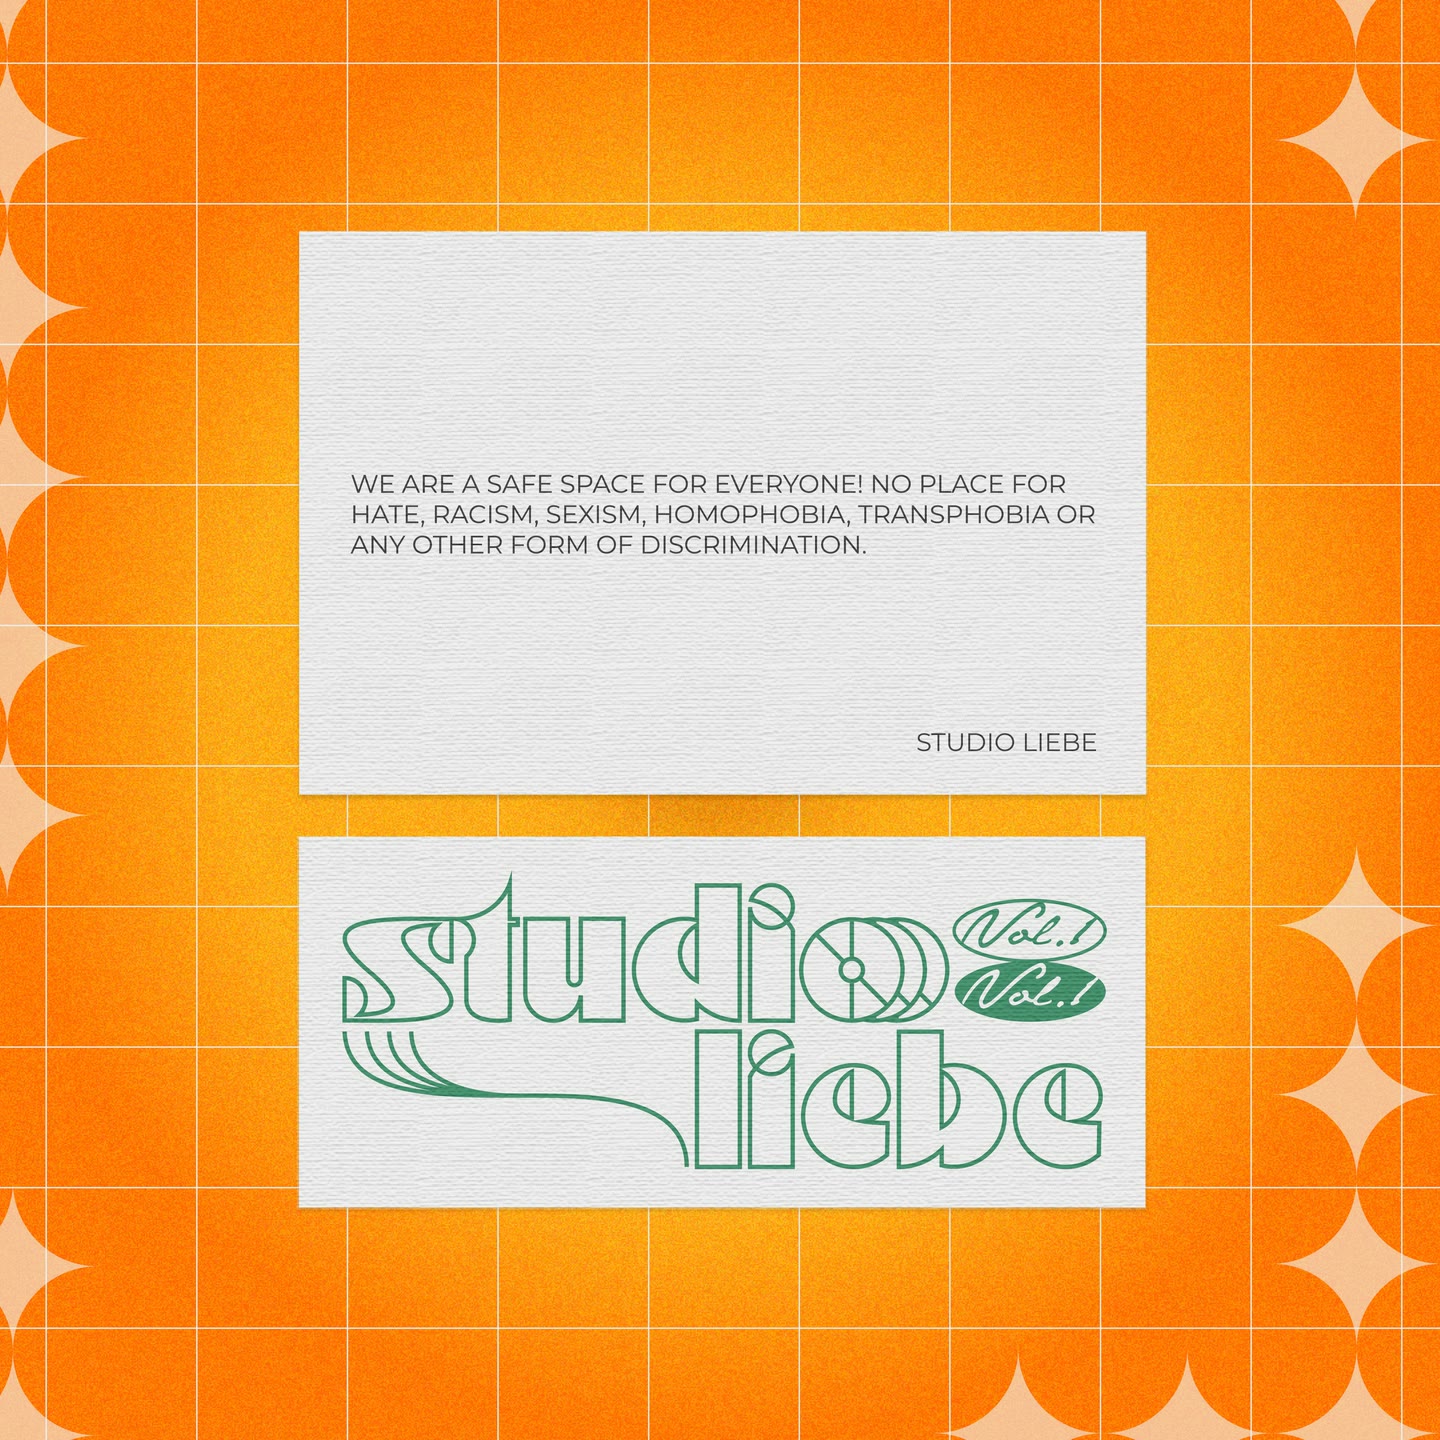 WE ARE A SAFE SPACE FOR EVERYONE! NO PLACE FOR
HATE, RACISM, SEXISM, HOMOPHOBIA, TRANSPHOBIA OR
ANY OTHER FORM OF DISCRIMINATION.
STUDIO LIEBE
studio Vol.1
Vol.1
liebe